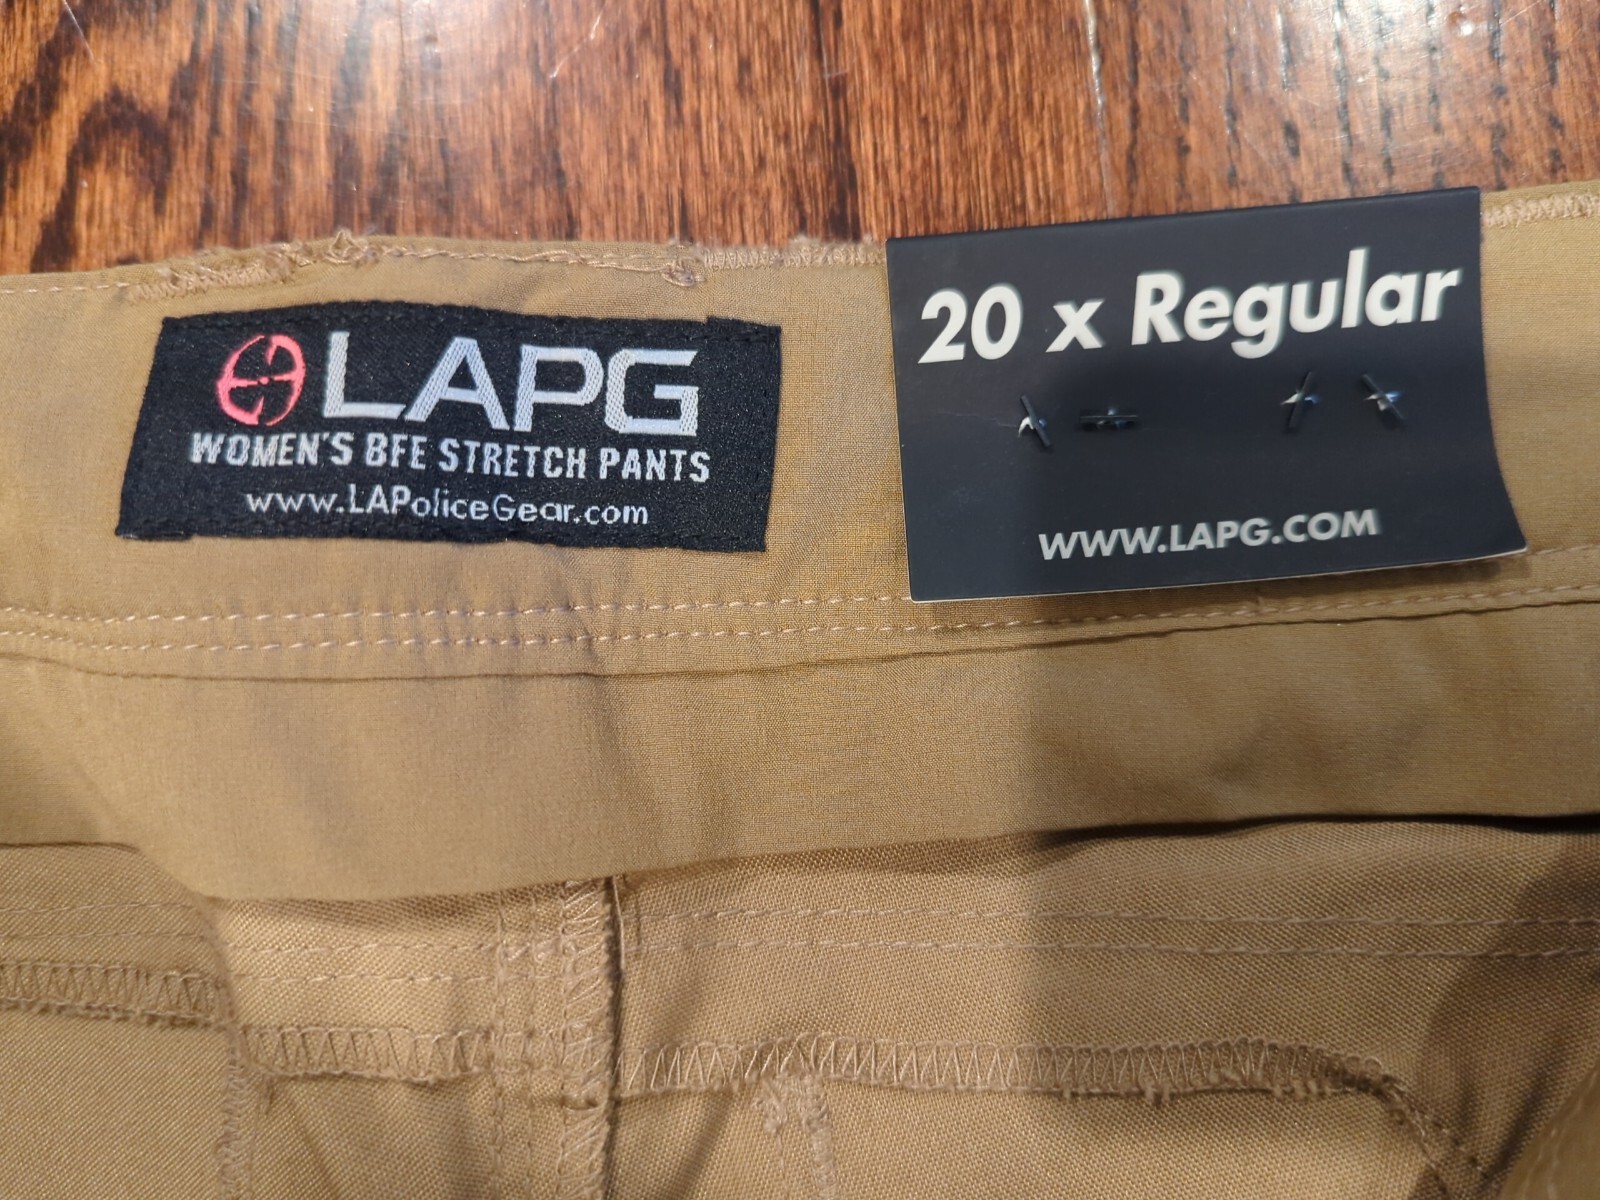 LAPG
WOMEN'S BFE STRETCH PANTS
www.LAPoliceGear.com
20 x Regular
WWW.LAPG.COM